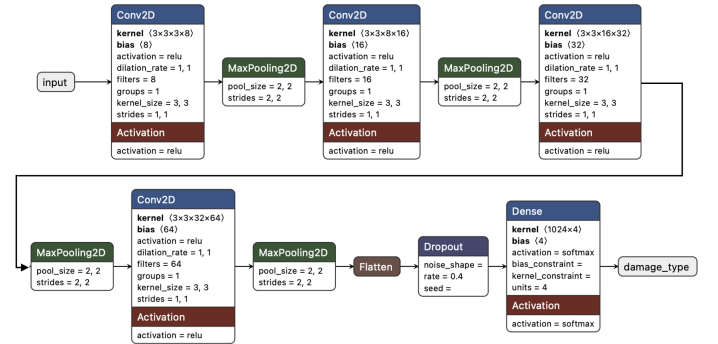 input
Conv2D
kernel ⟨3×3×3×8⟩
bias ⟨8⟩
activation = relu
dilation_rate = 1, 1
filters = 8
groups = 1
kernel_size = 3, 3
strides = 1, 1
Activation
activation = relu
MaxPooling2D
pool_size = 2, 2
strides = 2, 2
Conv2D
kernel ⟨3×3×8×16⟩
bias ⟨16⟩
activation = relu
dilation_rate = 1, 1
filters = 16
groups = 1
kernel_size = 3, 3
strides = 1, 1
Activation
activation = relu
MaxPooling2D
pool_size = 2, 2
strides = 2, 2
Conv2D
kernel ⟨3×3×16×32⟩
bias ⟨32⟩
activation = relu
dilation_rate = 1, 1
filters = 32
groups = 1
kernel_size = 3, 3
strides = 1, 1
Activation
activation = relu
MaxPooling2D
pool_size = 2, 2
strides = 2, 2
Conv2D
kernel ⟨3×3×32×64⟩
bias ⟨64⟩
activation = relu
dilation_rate = 1, 1
filters = 64
groups = 1
kernel_size = 3, 3
strides = 1, 1
Activation
activation = relu
MaxPooling2D
pool_size = 2, 2
strides = 2, 2
Flatten
Dropout
noise_shape =
rate = 0.4
seed =
Dense
kernel ⟨1024×4⟩
bias ⟨4⟩
activation = softmax
bias_constraint =
kernel_constraint =
units = 4
Activation
activation = softmax
damage_type